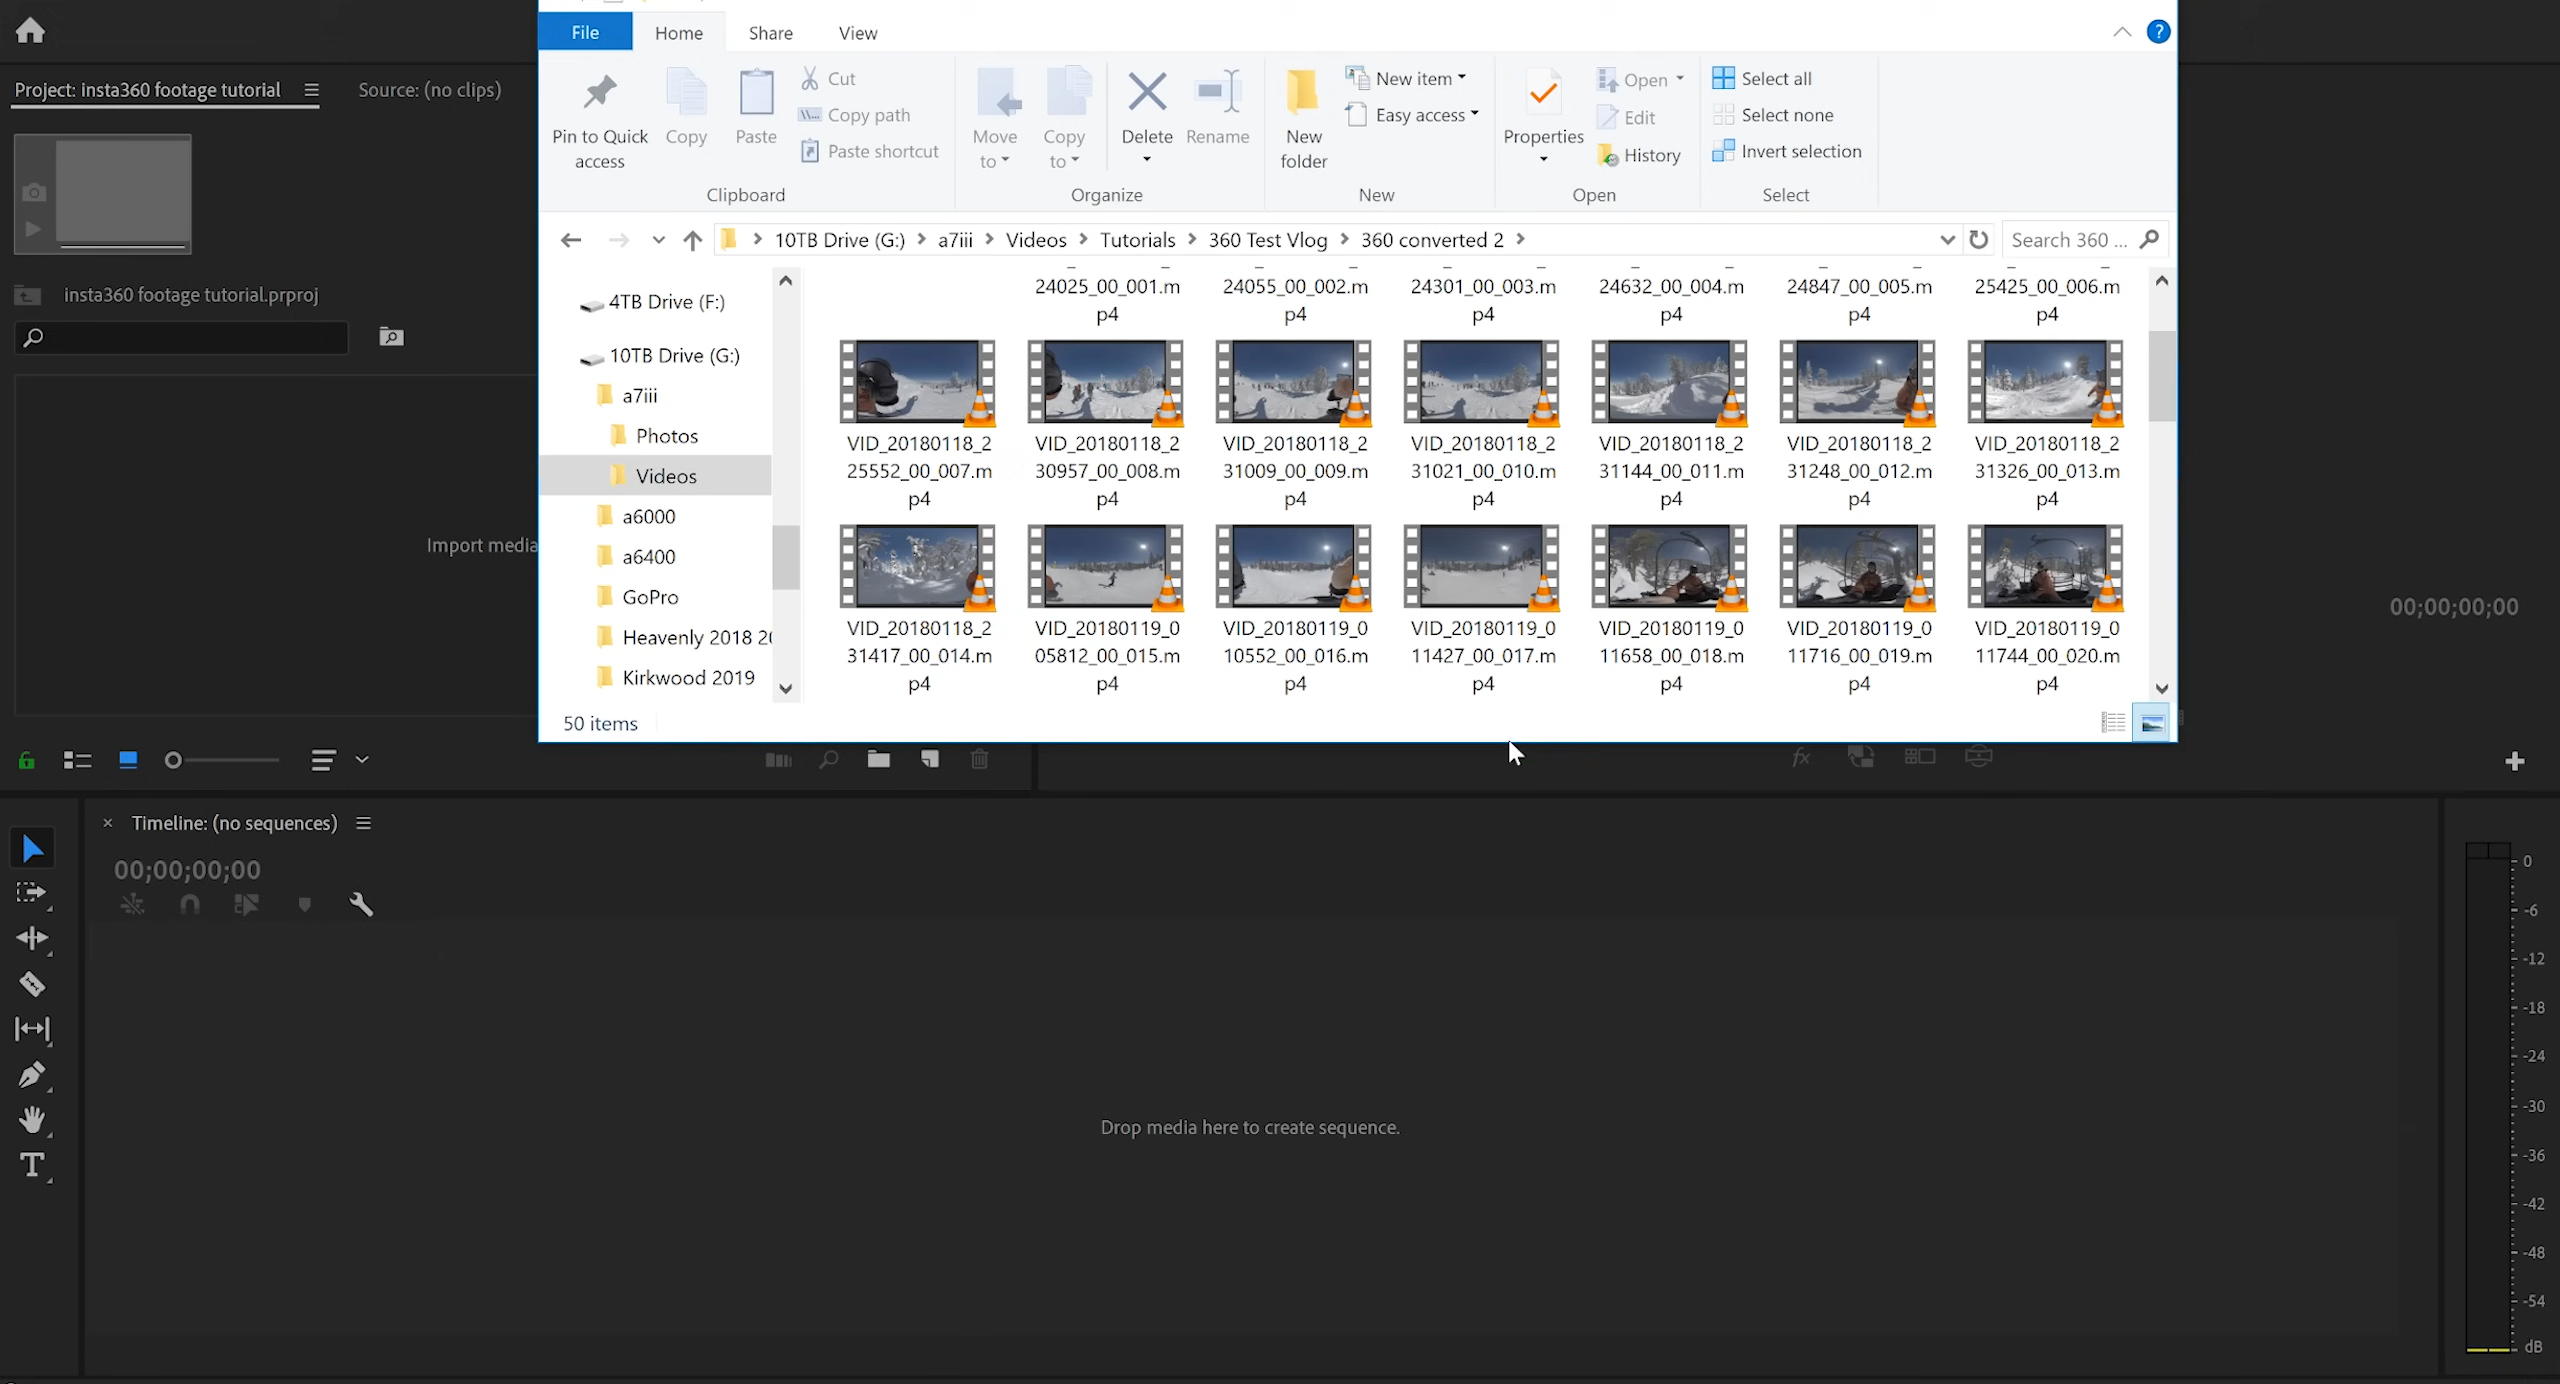 File Home Share View
Pin to Quick
access
Copy
Paste
Cut
Copy path
Paste shortcut
Clipboard
Move
to
Copy
to
Delete
Rename
Organize
New
folder
New item
Easy access
New
Properties
Open
Edit
History
Open
Select all
Select none
Invert selection
Select
10TB Drive (G:) a7iii Videos Tutorials 360 Test Vlog 360 converted 2
Search 360 ...
Project: insta360 footage tutorial Source: (no clips)
insta360 footage tutorial.prproj
Import media
4TB Drive (F:)
10TB Drive (G:)
a7iii
Photos
Videos
a6000
a6400
GoPro
Heavenly 2018 20
Kirkwood 2019
24025_00_001.m
p4
24055_00_002.m
p4
24301_00_003.m
p4
24632_00_004.m
p4
24847_00_005.m
p4
25425_00_006.m
p4
VID_20180118_2
25552_00_007.m
p4
VID_20180118_2
30957_00_008.m
p4
VID_20180118_2
31009_00_009.m
p4
VID_20180118_2
31021_00_010.m
p4
VID_20180118_2
31144_00_011.m
p4
VID_20180118_2
31248_00_012.m
p4
VID_20180118_2
31326_00_013.m
p4
VID_20180118_2
31417_00_014.m
p4
VID_20180119_0
05812_00_015.m
p4
VID_20180119_0
10552_00_016.m
p4
VID_20180119_0
11427_00_017.m
p4
VID_20180119_0
11658_00_018.m
p4
VID_20180119_0
11716_00_019.m
p4
VID_20180119_0
11744_00_020.m
p4
50 items
00;00;00;00
fx
Timeline: (no sequences)
00;00;00;00
Drop media here to create sequence.
0
-6
-12
-18
-24
-30
-36
-42
-48
-54
dB